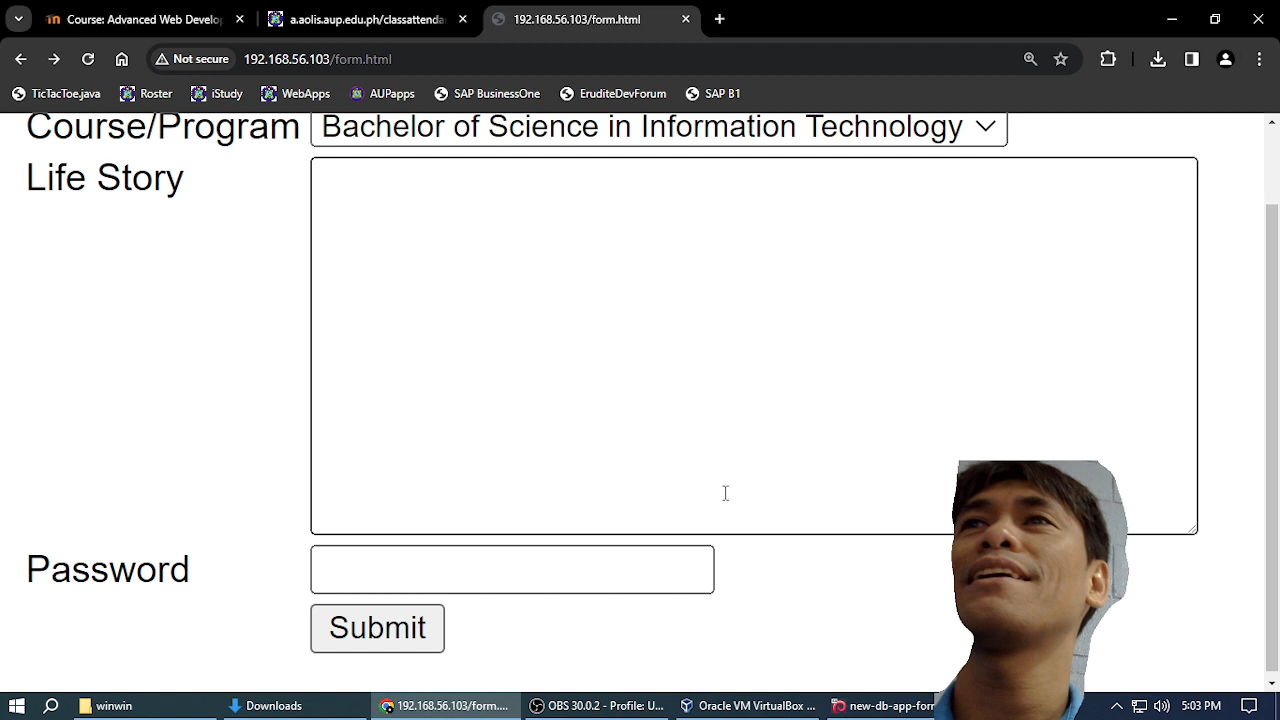 Course: Advanced Web Develop
a.aolis.aup.edu.ph/classattenda
192.168.56.103/form.html
Not secure
192.168.56.103/form.html
TicTacToe.java
Roster
iStudy
WebApps
AUPapps
SAP BusinessOne
EruditeDevForum
SAP B1
Course/Program
Bachelor of Science in Information Technology
Life Story
Password
Submit
winwin
Downloads
192.168.56.103/form....
OBS 30.0.2 - Profile: U...
Oracle VM VirtualBox ...
new-db-app-for
5:03 PM